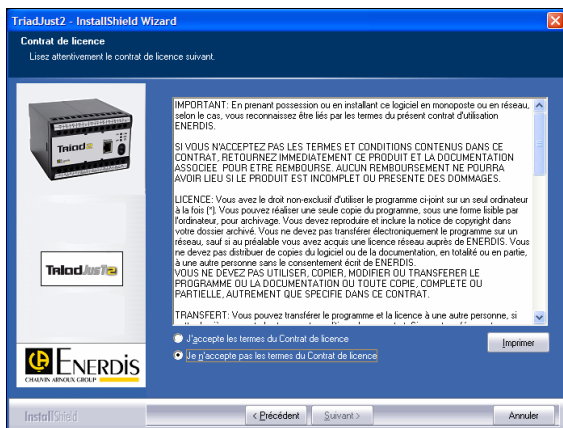 TriadJust2 - InstallShield Wizard
Contrat de licence
Lisez attentivement le contrat de licence suivant.
Triad2
TriadJust2
ENERDIS
CHAUVIN ARNOUX GROUP
IMPORTANT: En prenant possession ou en installant ce logiciel en monoposte ou en réseau,
selon le cas, vous reconnaissez être liés par les termes du présent contrat d'utilisation
ENERDIS.
SI VOUS N'ACCEPTEZ PAS LES TERMES ET CONDITIONS CONTENUS DANS CE
CONTRAT, RETOURNEZ IMMEDIATEMENT CE PRODUIT ET LA DOCUMENTATION
ASSOCIEE POUR ETRE REMBOURSE. AUCUN REMBOURSEMENT NE POURRA
AVOIR LIEU SI LE PRODUIT EST INCOMPLET OU PRESENTE DES DOMMAGES.
LICENCE: Vous avez le droit non-exclusif d'utiliser le programme ci-joint sur un seul ordinateur
à la fois (*). Vous pouvez réaliser une seule copie du programme, sous une forme lisible par
l'ordinateur, pour archivage. Vous devez reproduire et inclure la notice de copyright dans
votre dossier archivé. Vous ne devez pas transférer électroniquement le programme sur un
réseau, sauf si au préalable vous avez acquis une licence réseau auprès de ENERDIS. Vous
ne devez pas distribuer de copies du logiciel ou de la documentation, en totalité ou en partie,
à une autre personne sans le consentement écrit de ENERDIS.
VOUS NE DEVEZ PAS UTILISER, COPIER, MODIFIER OU TRANSFERER LE
PROGRAMME OU LA DOCUMENTATION OU TOUTE COPIE, COMPLETE OU
PARTIELLE, AUTREMENT QUE SPECIFIE DANS CE CONTRAT.
TRANSFERT: Vous pouvez transférer le programme et la licence à une autre personne, si
J'accepte les termes du Contrat de licence
Je n'accepte pas les termes du Contrat de licence
Imprimer
InstallShield
< Précédent
Suivant >
Annuler